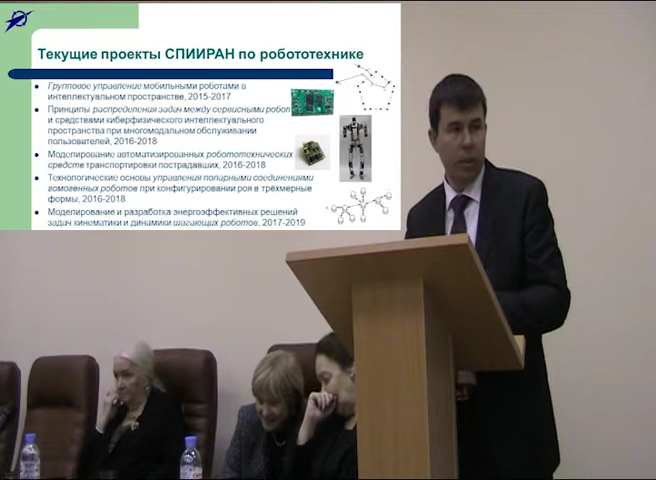 Текущие проекты СПИИРАН по робототехнике
Групповое управление мобильными роботами в
интеллектуальном пространстве, 2015-2017
Принципы распределения задач между сервисными робот
и средствами киберфизического интеллектуального
пространства при многомодальном обслуживании
пользователей, 2016-2018
Моделирование автоматизированных робототехнических
средств транспортировки пострадавших, 2016-2018
Технологические основы управления попарными соединениями
гомогенных роботов при конфигурировании роя в трёхмерные
формы, 2016-2018
Моделирование и разработка энергоэффективных решений
задач кинематики и динамики шагающих роботов, 2017-2019